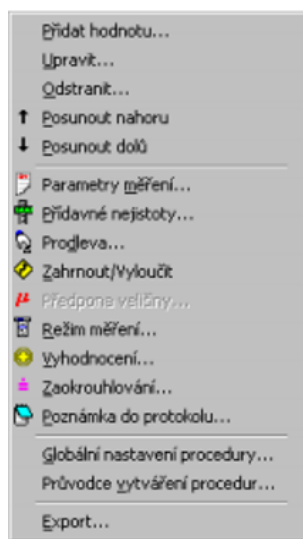 Přidat hodnotu...
Upravit...
Odstranit...
Posunout nahoru
Posunout dolů
Parametry měření...
Přídavné nejistoty...
Prodleva...
Zahrnout/Vyloučit
Předpona veličiny...
Režim měření...
Vyhodnocení...
Zaokrouhlování...
Poznámka do protokolu...
Globální nastavení procedury...
Průvodce vytváření procedur...
Export...